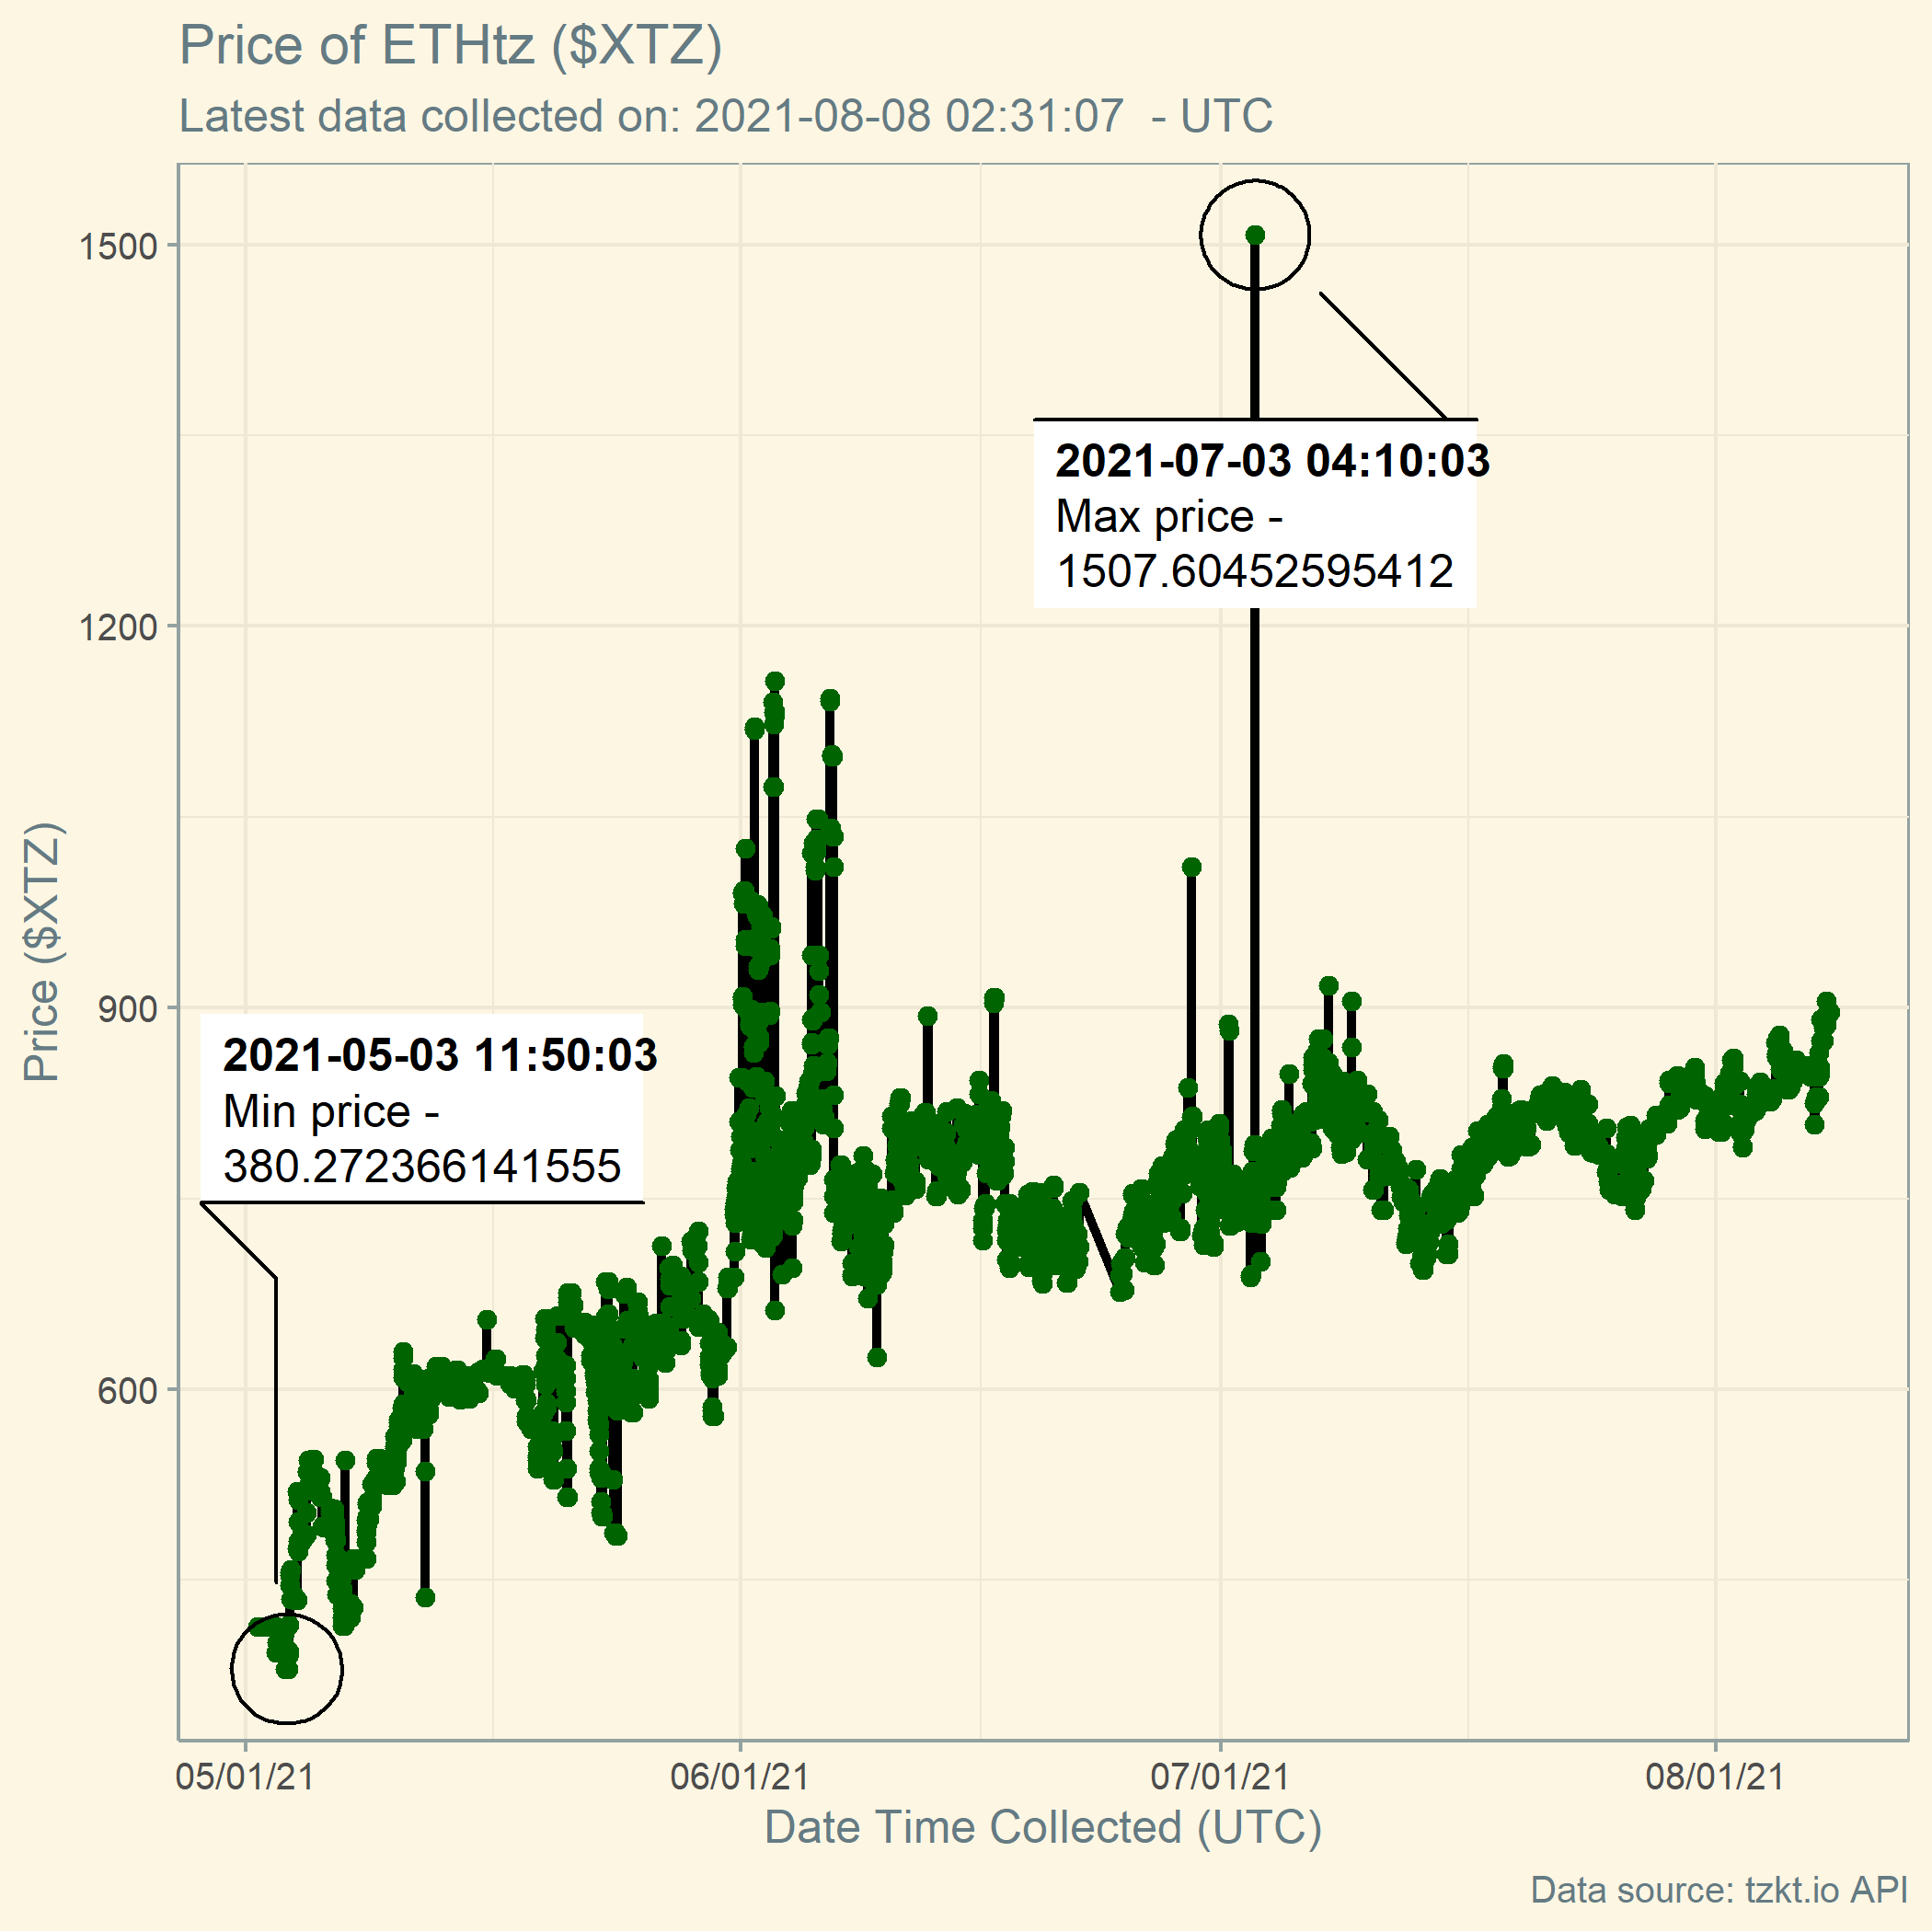 Price of ETHtz ($XTZ)
Latest data collected on: 2021-08-08 02:31:07  - UTC
Price ($XTZ)
1500
1200
900
600
2021-07-03 04:10:03
Max price -
1507.60452595412
2021-05-03 11:50:03
Min price -
380.272366141555
05/01/21
06/01/21
07/01/21
08/01/21
Date Time Collected (UTC)
Data source: tzkt.io API